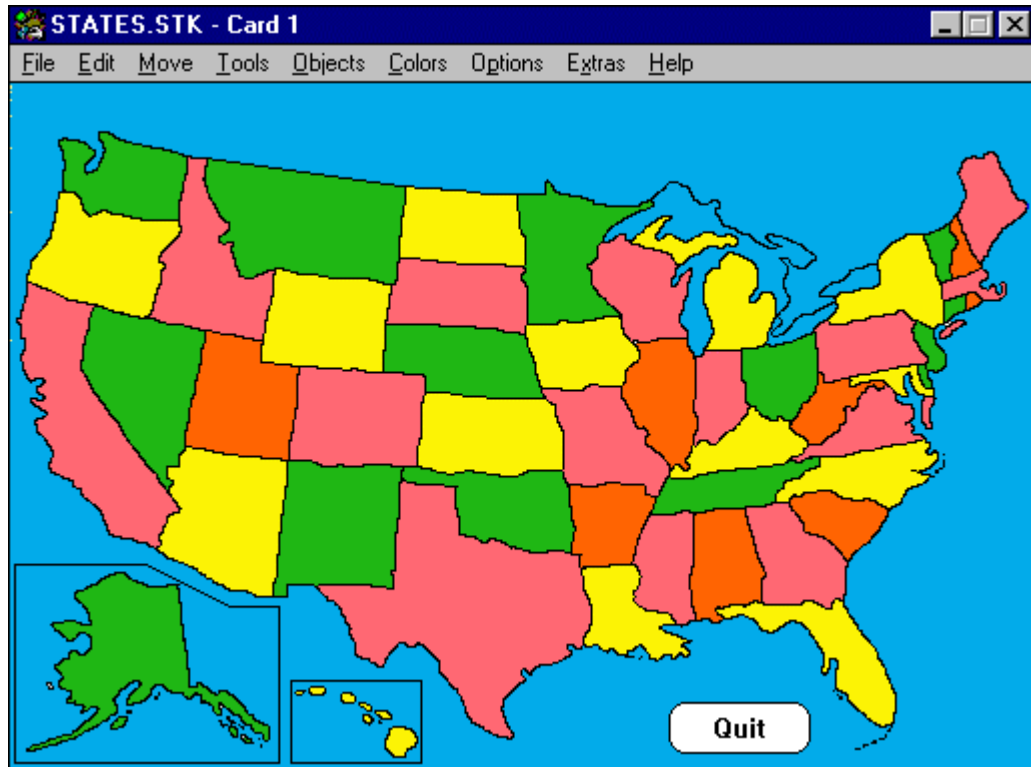 STATES.STK - Card 1
File Edit Move Tools Objects Colors Options Extras Help
Quit